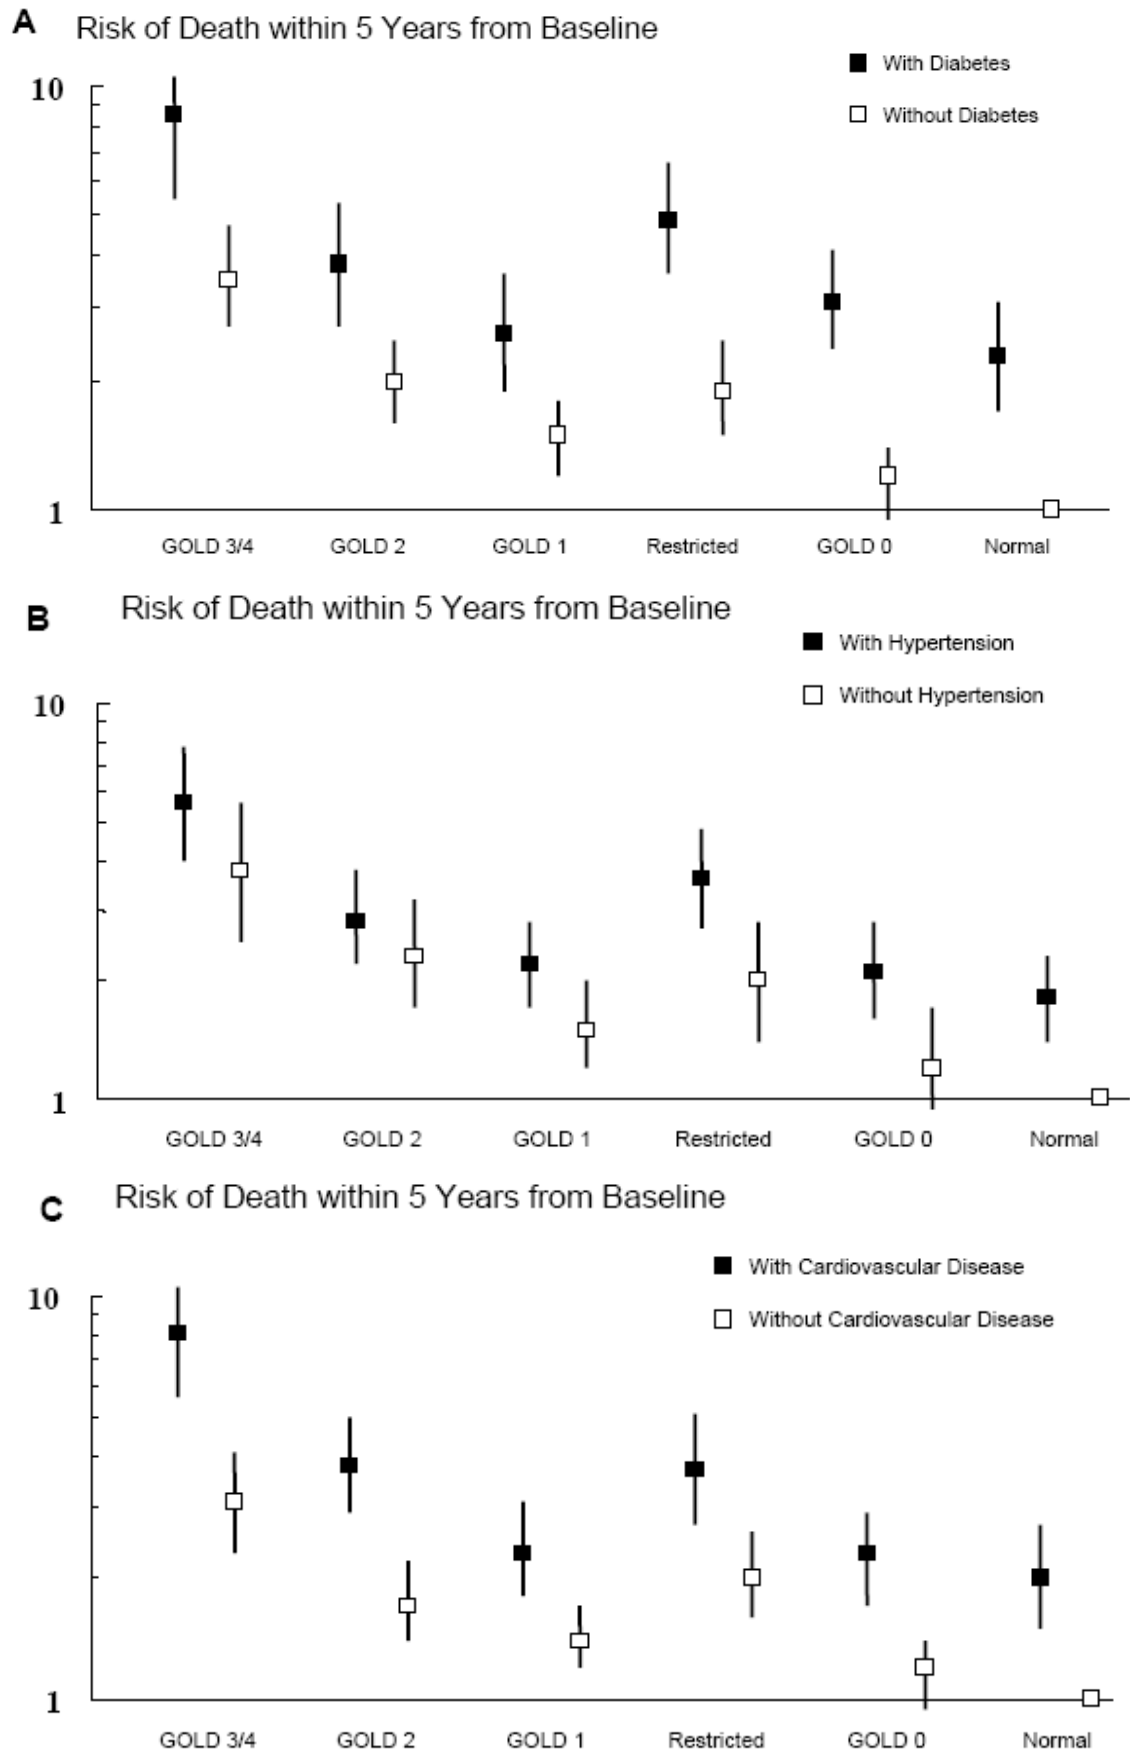 A Risk of Death within 5 Years from Baseline
With Diabetes
Without Diabetes
10
1
GOLD 3/4 GOLD 2 GOLD 1 Restricted GOLD 0 Normal
B Risk of Death within 5 Years from Baseline
With Hypertension
Without Hypertension
10
1
GOLD 3/4 GOLD 2 GOLD 1 Restricted GOLD 0 Normal
C Risk of Death within 5 Years from Baseline
With Cardiovascular Disease
Without Cardiovascular Disease
10
1
GOLD 3/4 GOLD 2 GOLD 1 Restricted GOLD 0 Normal